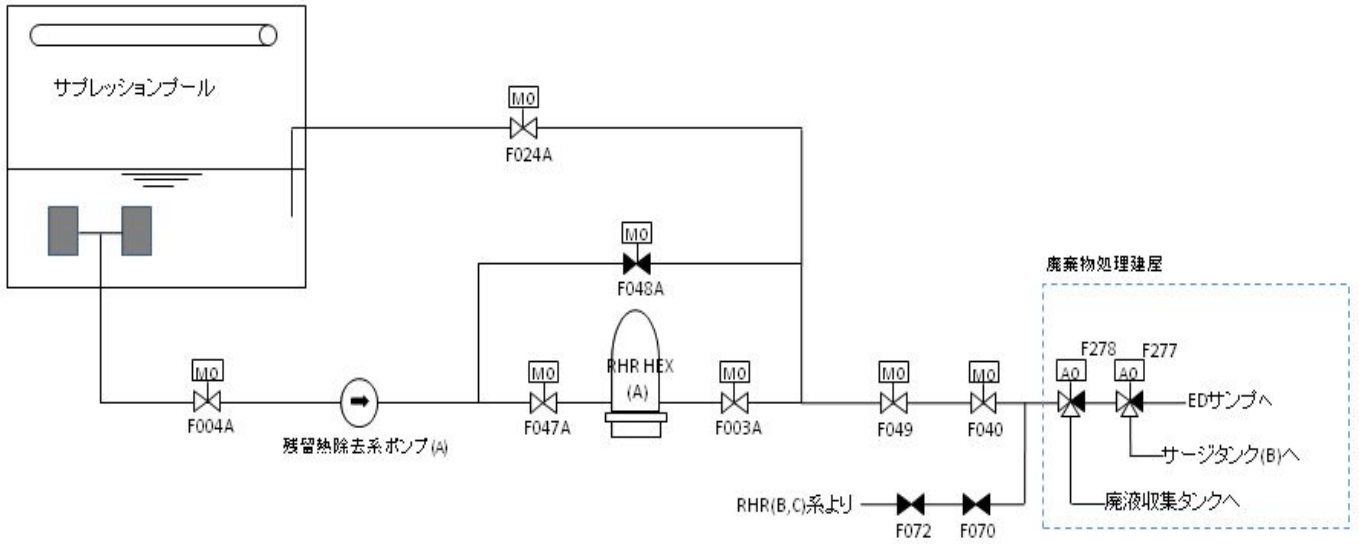 サプレッションプール
MO
F024A
MO
F048A
廃棄物処理建屋
MO
F004A
残留熱除去系ポンプ(A)
MO
F047A
RHR HEX
(A)
MO
F003A
MO
F049
MO
F040
AO
F278
AO
F277
EDサンプへ
サージタンク(B)へ
廃液収集タンクへ
RHR(B,C)系より
F072
F070